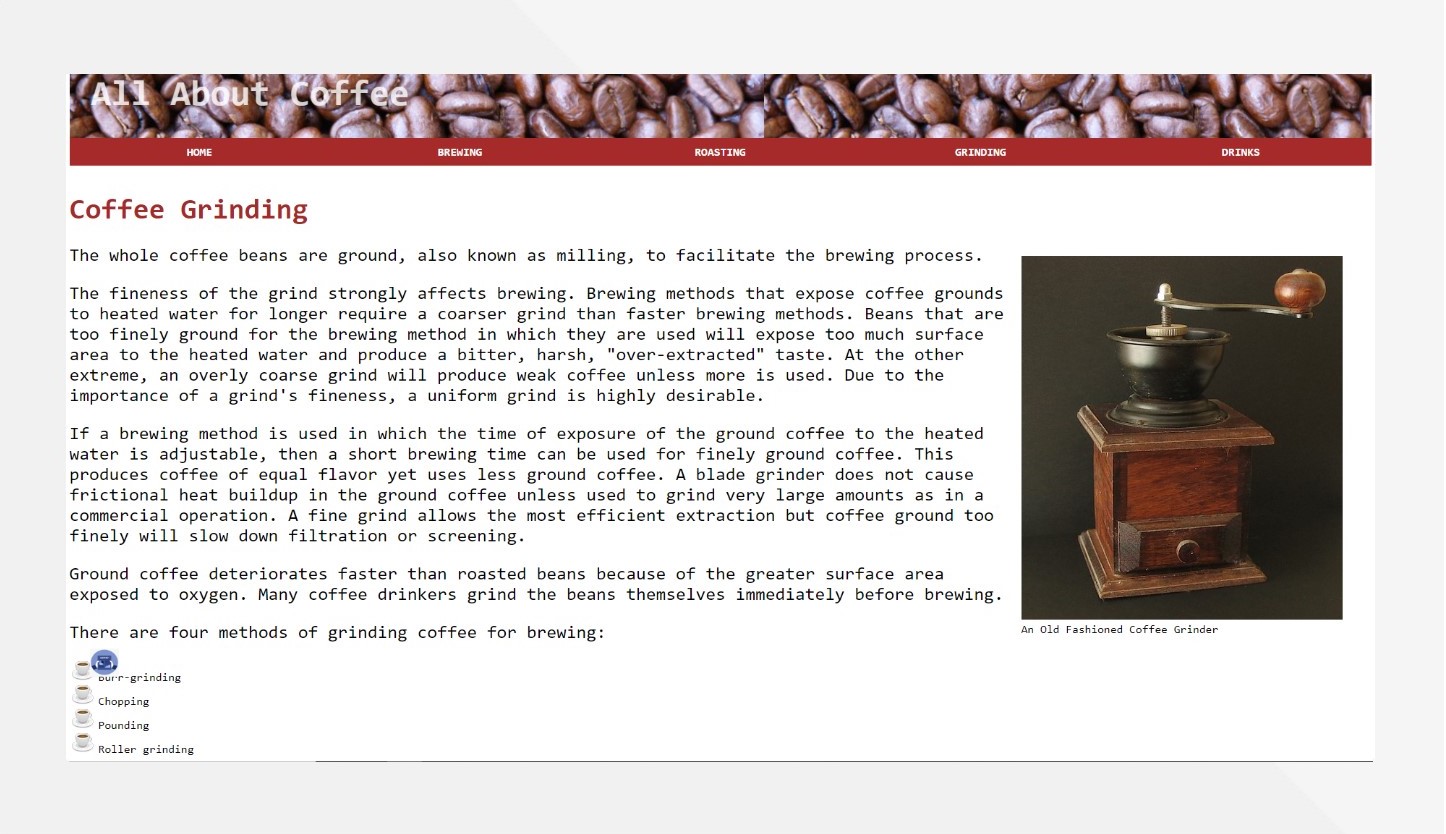 All About Coffee
HOME BREWING ROASTING GRINDING DRINKS
Coffee Grinding
The whole coffee beans are ground, also known as milling, to facilitate the brewing process.
The fineness of the grind strongly affects brewing. Brewing methods that expose coffee grounds
to heated water for longer require a coarser grind than faster brewing methods. Beans that are
too finely ground for the brewing method in which they are used will expose too much surface
area to the heated water and produce a bitter, harsh, "over-extracted" taste. At the other
extreme, an overly coarse grind will produce weak coffee unless more is used. Due to the
importance of a grind's fineness, a uniform grind is highly desirable.
If a brewing method is used in which the time of exposure of the ground coffee to the heated
water is adjustable, then a short brewing time can be used for finely ground coffee. This
produces coffee of equal flavor yet uses less ground coffee. A blade grinder does not cause
frictional heat buildup in the ground coffee unless used to grind very large amounts as in a
commercial operation. A fine grind allows the most efficient extraction but coffee ground too
finely will slow down filtration or screening.
Ground coffee deteriorates faster than roasted beans because of the greater surface area
exposed to oxygen. Many coffee drinkers grind the beans themselves immediately before brewing.
There are four methods of grinding coffee for brewing:
Burr-grinding
Chopping
Pounding
Roller grinding
An Old Fashioned Coffee Grinder